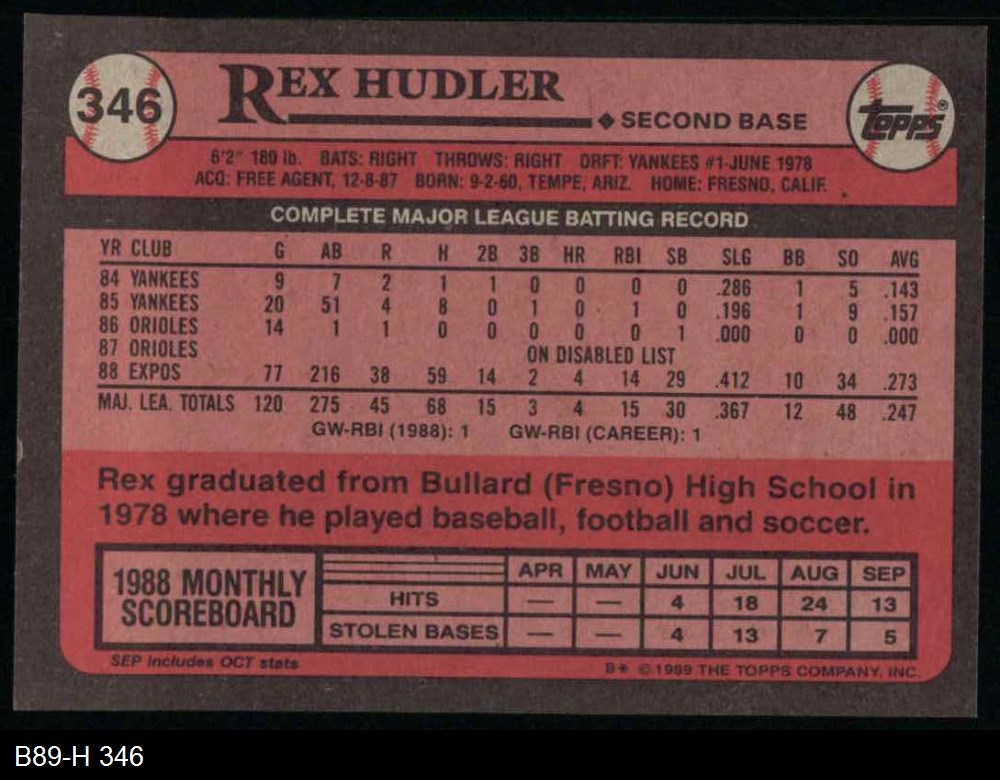 346
REX HUDLER
◆ SECOND BASE
TOPPS®
6'2" 180 lb. BATS: RIGHT THROWS: RIGHT DRFT: YANKEES #1-JUNE 1978
ACQ: FREE AGENT, 12-8-87 BORN: 9-2-60, TEMPE, ARIZ. HOME: FRESNO, CALIF.
COMPLETE MAJOR LEAGUE BATTING RECORD
YR CLUB G AB R H 2B 3B HR RBI SB SLG BB SO AVG
84 YANKEES 9 7 2 1 1 0 0 0 0 .286 1 5 .143
85 YANKEES 20 51 4 8 0 1 0 1 0 .196 1 9 .157
86 ORIOLES 14 1 1 0 0 0 0 0 1 .000 0 0 .000
87 ORIOLES ON DISABLED LIST
88 EXPOS 77 216 38 59 14 2 4 14 29 .412 10 34 .273
MAJ. LEA. TOTALS 120 275 45 68 15 3 4 15 30 .367 12 48 .247
GW-RBI (1988): 1 GW-RBI (CAREER): 1
Rex graduated from Bullard (Fresno) High School in
1978 where he played baseball, football and soccer.
1988 MONTHLY
SCOREBOARD
APR MAY JUN JUL AUG SEP
HITS — — 4 18 24 13
STOLEN BASES — — 4 13 7 5
SEP includes OCT stats
B* © 1989 THE TOPPS COMPANY, INC.
B89-H 346